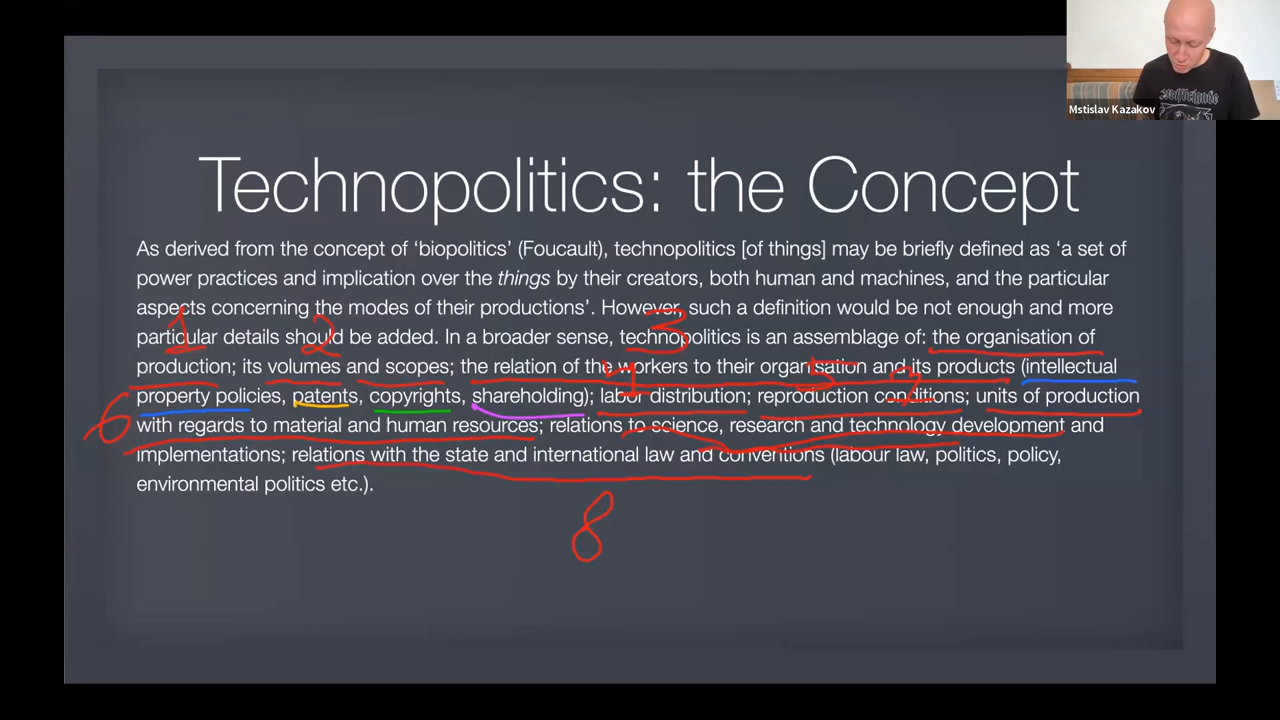 Mstislav Kazakov
Technopolitics: the Concept
As derived from the concept of ‘biopolitics’ (Foucault), technopolitics [of things] may be briefly defined as ‘a set of
power practices and implication over the things by their creators, both human and machines, and the particular
aspects concerning the modes of their productions’. However, such a definition would be not enough and more
particular details should be added. In a broader sense, technopolitics is an assemblage of: the organisation of
production; its volumes and scopes; the relation of the workers to their organisation and its products (intellectual
property policies, patents, copyrights, shareholding); labor distribution; reproduction conditions; units of production
with regards to material and human resources; relations to science, research and technology development and
implementations; relations with the state and international law and conventions (labour law, politics, policy,
environmental politics etc.).
1 2 3
4 5 7
6
8